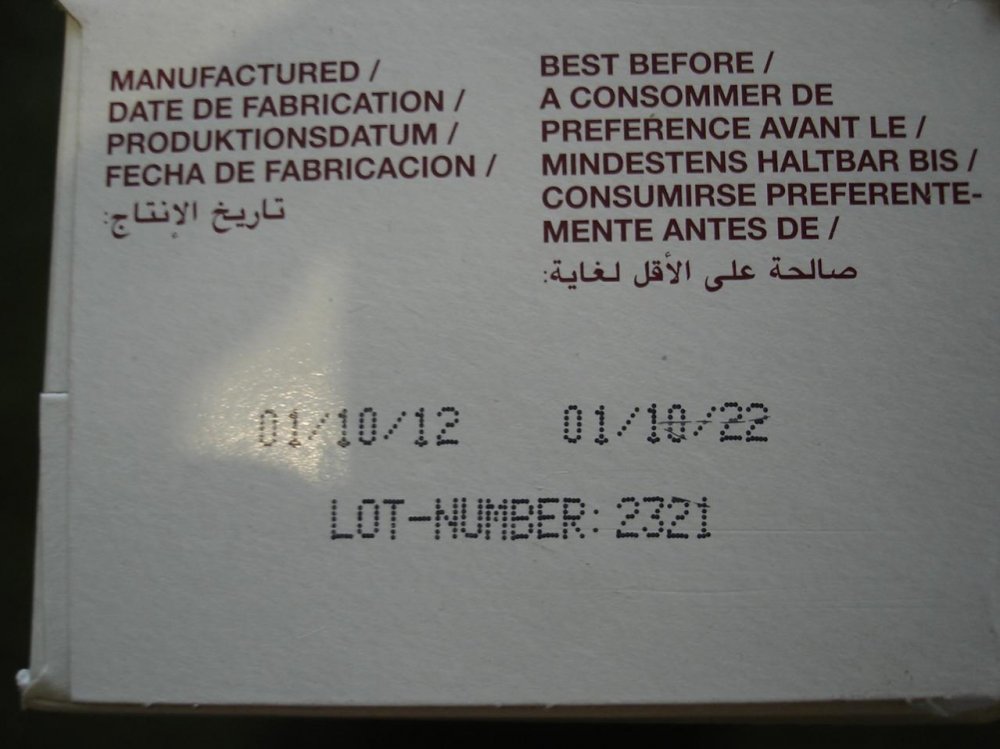 MANUFACTURED /
DATE DE FABRICATION /
PRODUKTIONSDATUM /
FECHA DE FABRICACION /
تاريخ الإنتاج:
BEST BEFORE /
A CONSOMMER DE
PREFERENCE AVANT LE /
MINDESTENS HALTBAR BIS /
CONSUMIRSE PREFERENTE-
MENTE ANTES DE /
صالحة على الأقل لغاية:
01/10/12 01/10/22
LOT-NUMBER: 2321